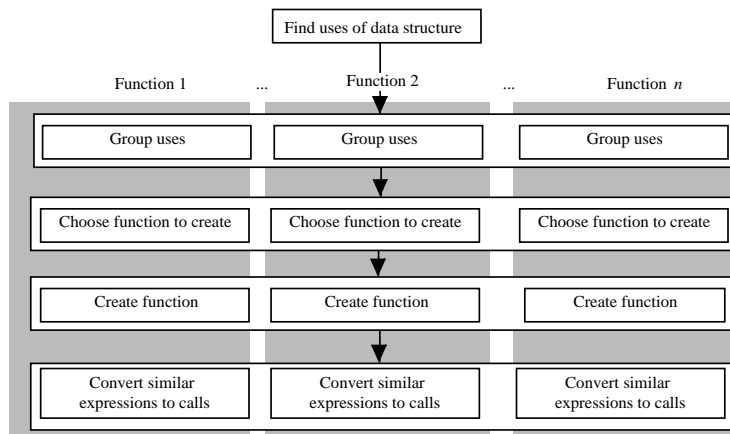 Find uses of data structure
Function 1 ... Function 2 ... Function n
Group uses Group uses Group uses
Choose function to create Choose function to create Choose function to create
Create function Create function Create function
Convert similar Convert similar Convert similar
expressions to calls expressions to calls expressions to calls